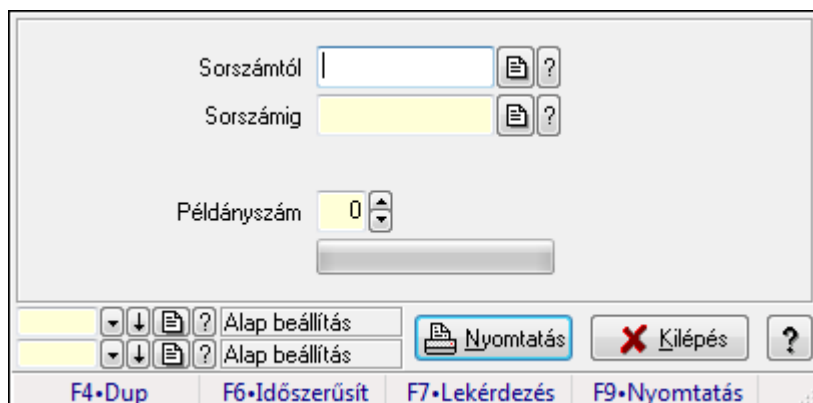 Sorszámtól ?
Sorszámig ?
Példányszám 0
? Alap beállítás
? Alap beállítás
Nyomtatás Kilépés ?
F4•Dup F6•Időszerűsít F7•Lekérdezés F9•Nyomtatás